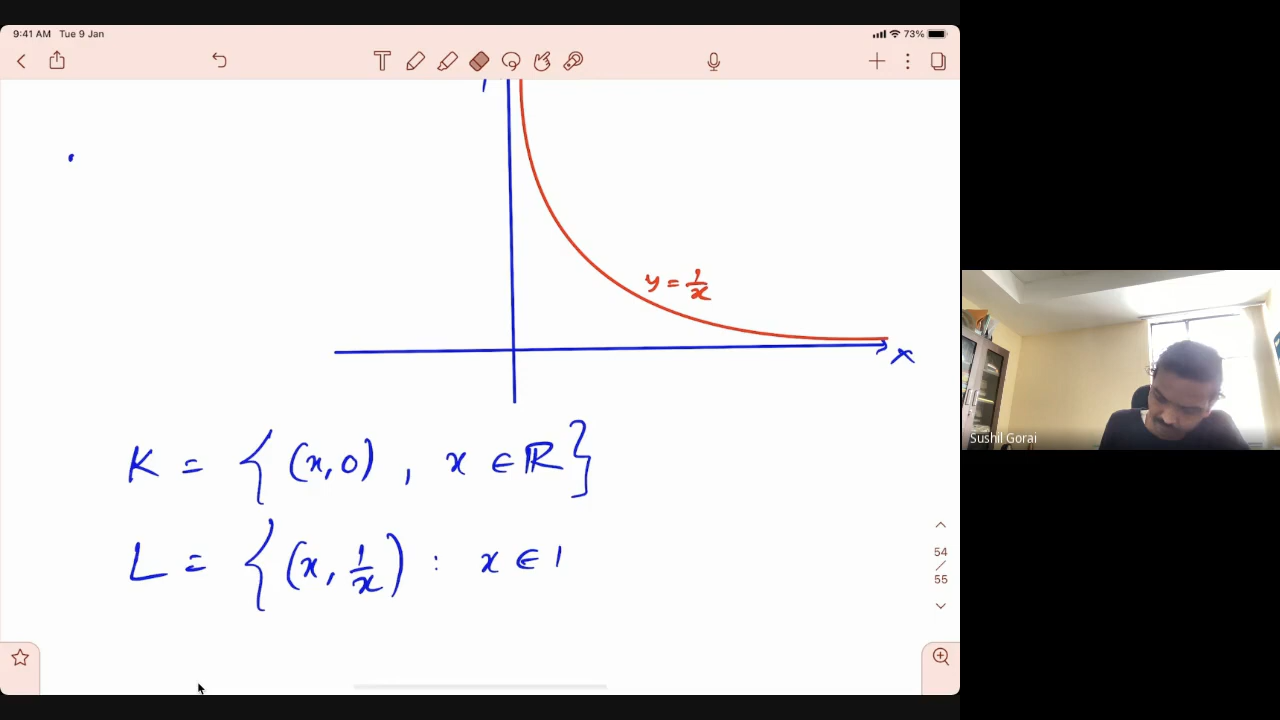 9:41 AM Tue 9 Jan
73%
T
y = 1/x
x
K = { (x, 0) , x ∈ ℝ }
L = { (x, 1/x) : x ∈ I
54
/
55
Sushil Gorai